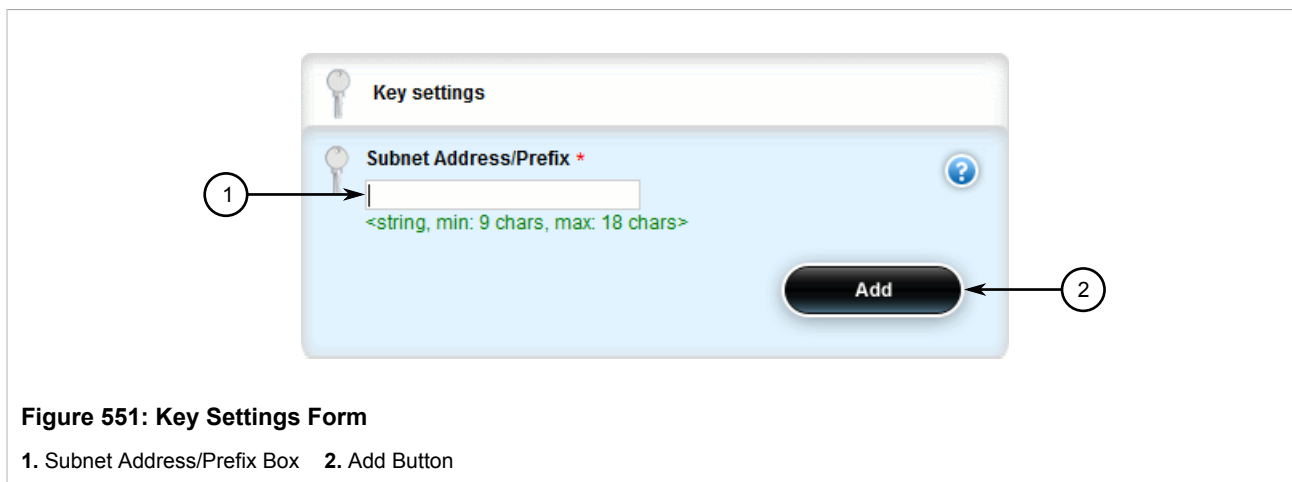 Key settings
Subnet Address/Prefix *
?
1
<string, min: 9 chars, max: 18 chars>
Add
2
Figure 551: Key Settings Form
1. Subnet Address/Prefix Box 2. Add Button